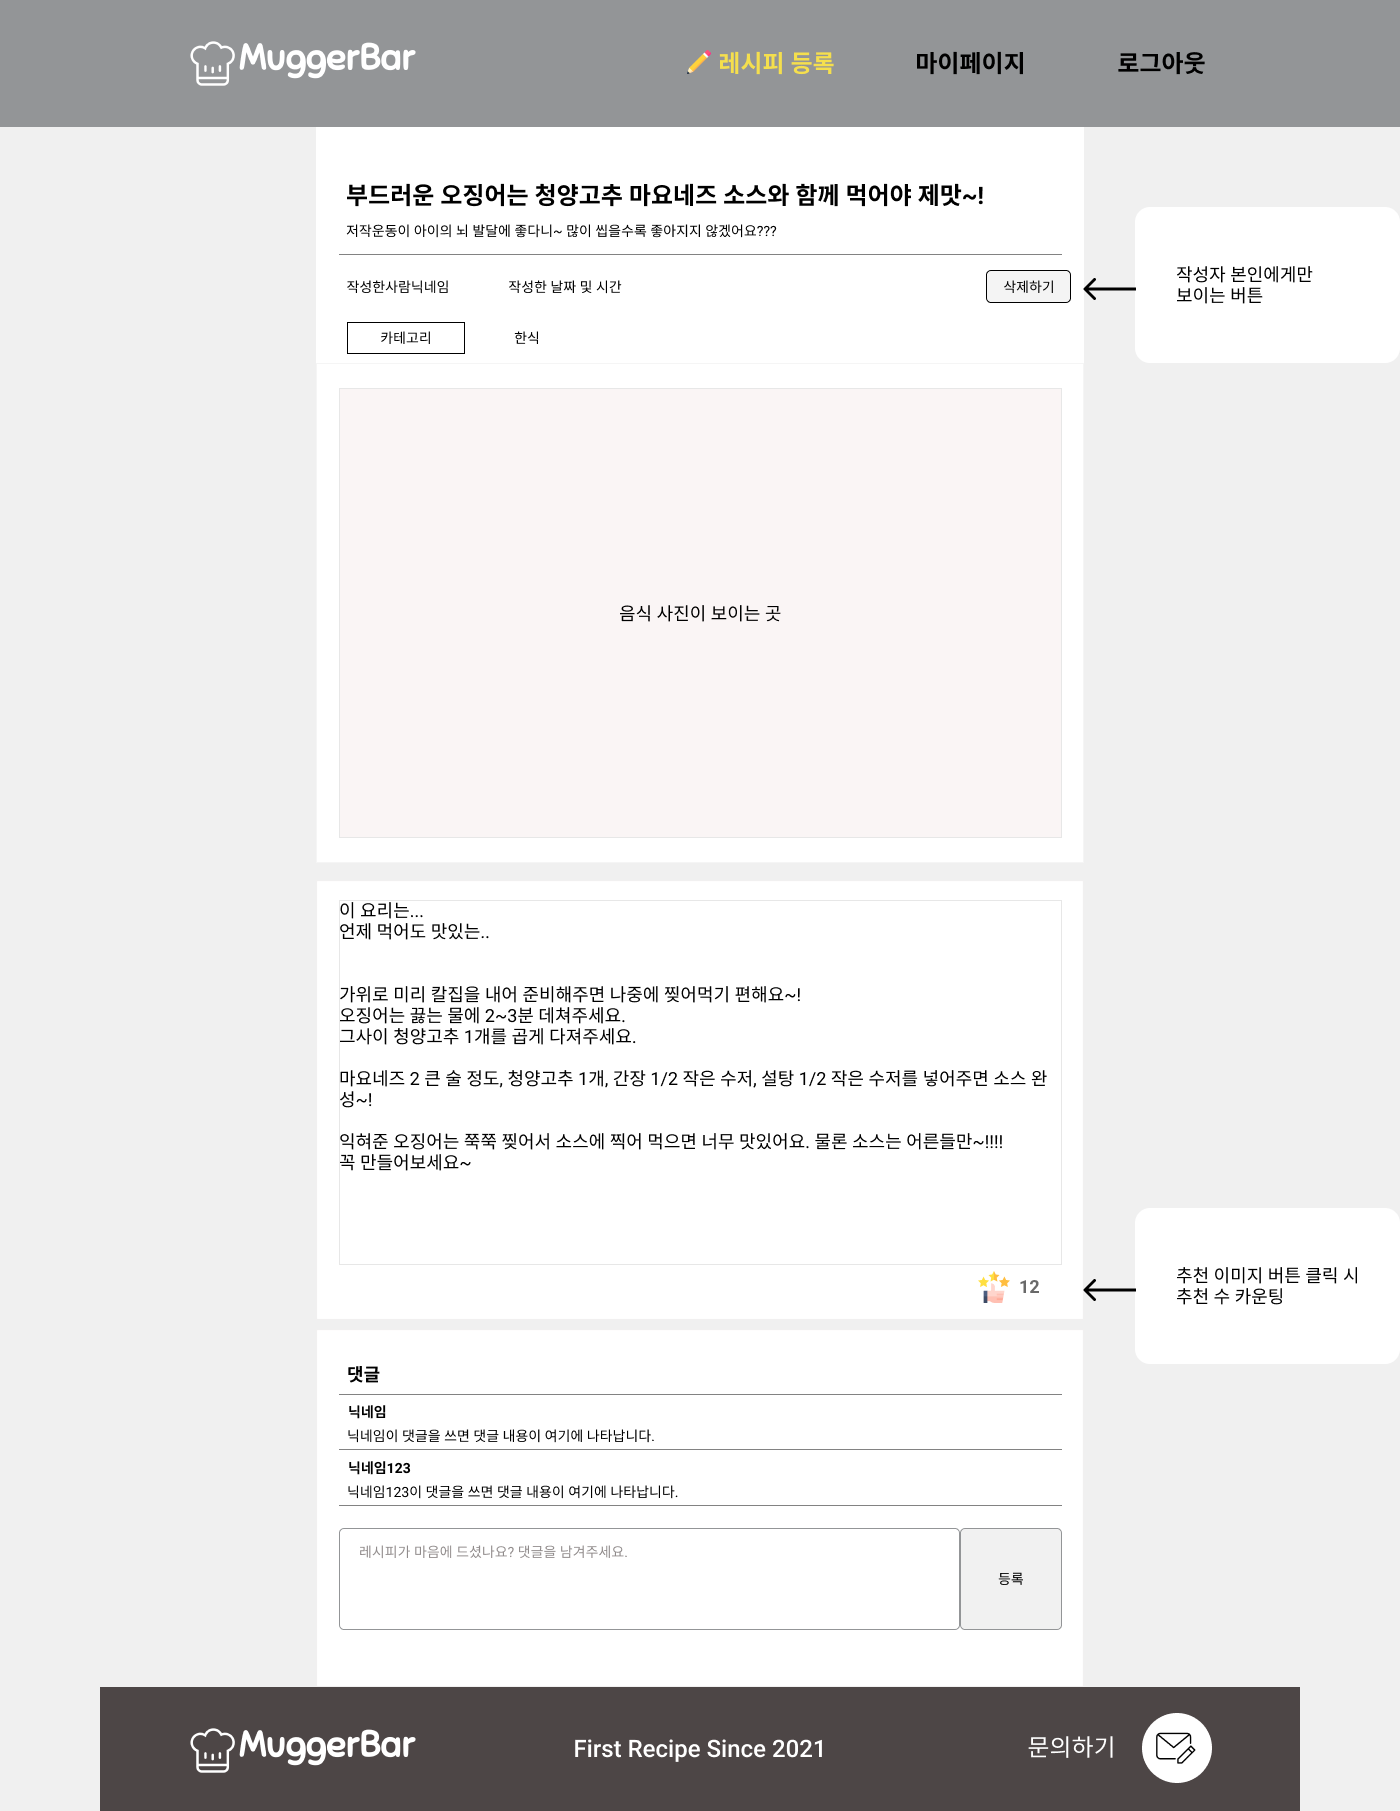 MuggerBar
레시피 등록
마이페이지
로그아웃
부드러운 오징어는 청양고추 마요네즈 소스와 함께 먹어야 제맛~!
저작운동이 아이의 뇌 발달에 좋다니~ 많이 씹을수록 좋아지지 않겠어요???
작성한사람닉네임
작성한 날짜 및 시간
삭제하기
작성자 본인에게만
보이는 버튼
카테고리
한식
음식 사진이 보이는 곳
이 요리는...
언제 먹어도 맛있는..
가위로 미리 칼집을 내어 준비해주면 나중에 찢어먹기 편해요~!
오징어는 끓는 물에 2~3분 데쳐주세요.
그사이 청양고추 1개를 곱게 다져주세요.
마요네즈 2 큰 술 정도, 청양고추 1개, 간장 1/2 작은 수저, 설탕 1/2 작은 수저를 넣어주면 소스 완
성~!
익혀준 오징어는 쭉쭉 찢어서 소스에 찍어 먹으면 너무 맛있어요. 물론 소스는 어른들만~!!!!
꼭 만들어보세요~
12
추천 이미지 버튼 클릭 시
추천 수 카운팅
댓글
닉네임
닉네임이 댓글을 쓰면 댓글 내용이 여기에 나타납니다.
닉네임123
닉네임123이 댓글을 쓰면 댓글 내용이 여기에 나타납니다.
레시피가 마음에 드셨나요? 댓글을 남겨주세요.
등록
MuggerBar
First Recipe Since 2021
문의하기